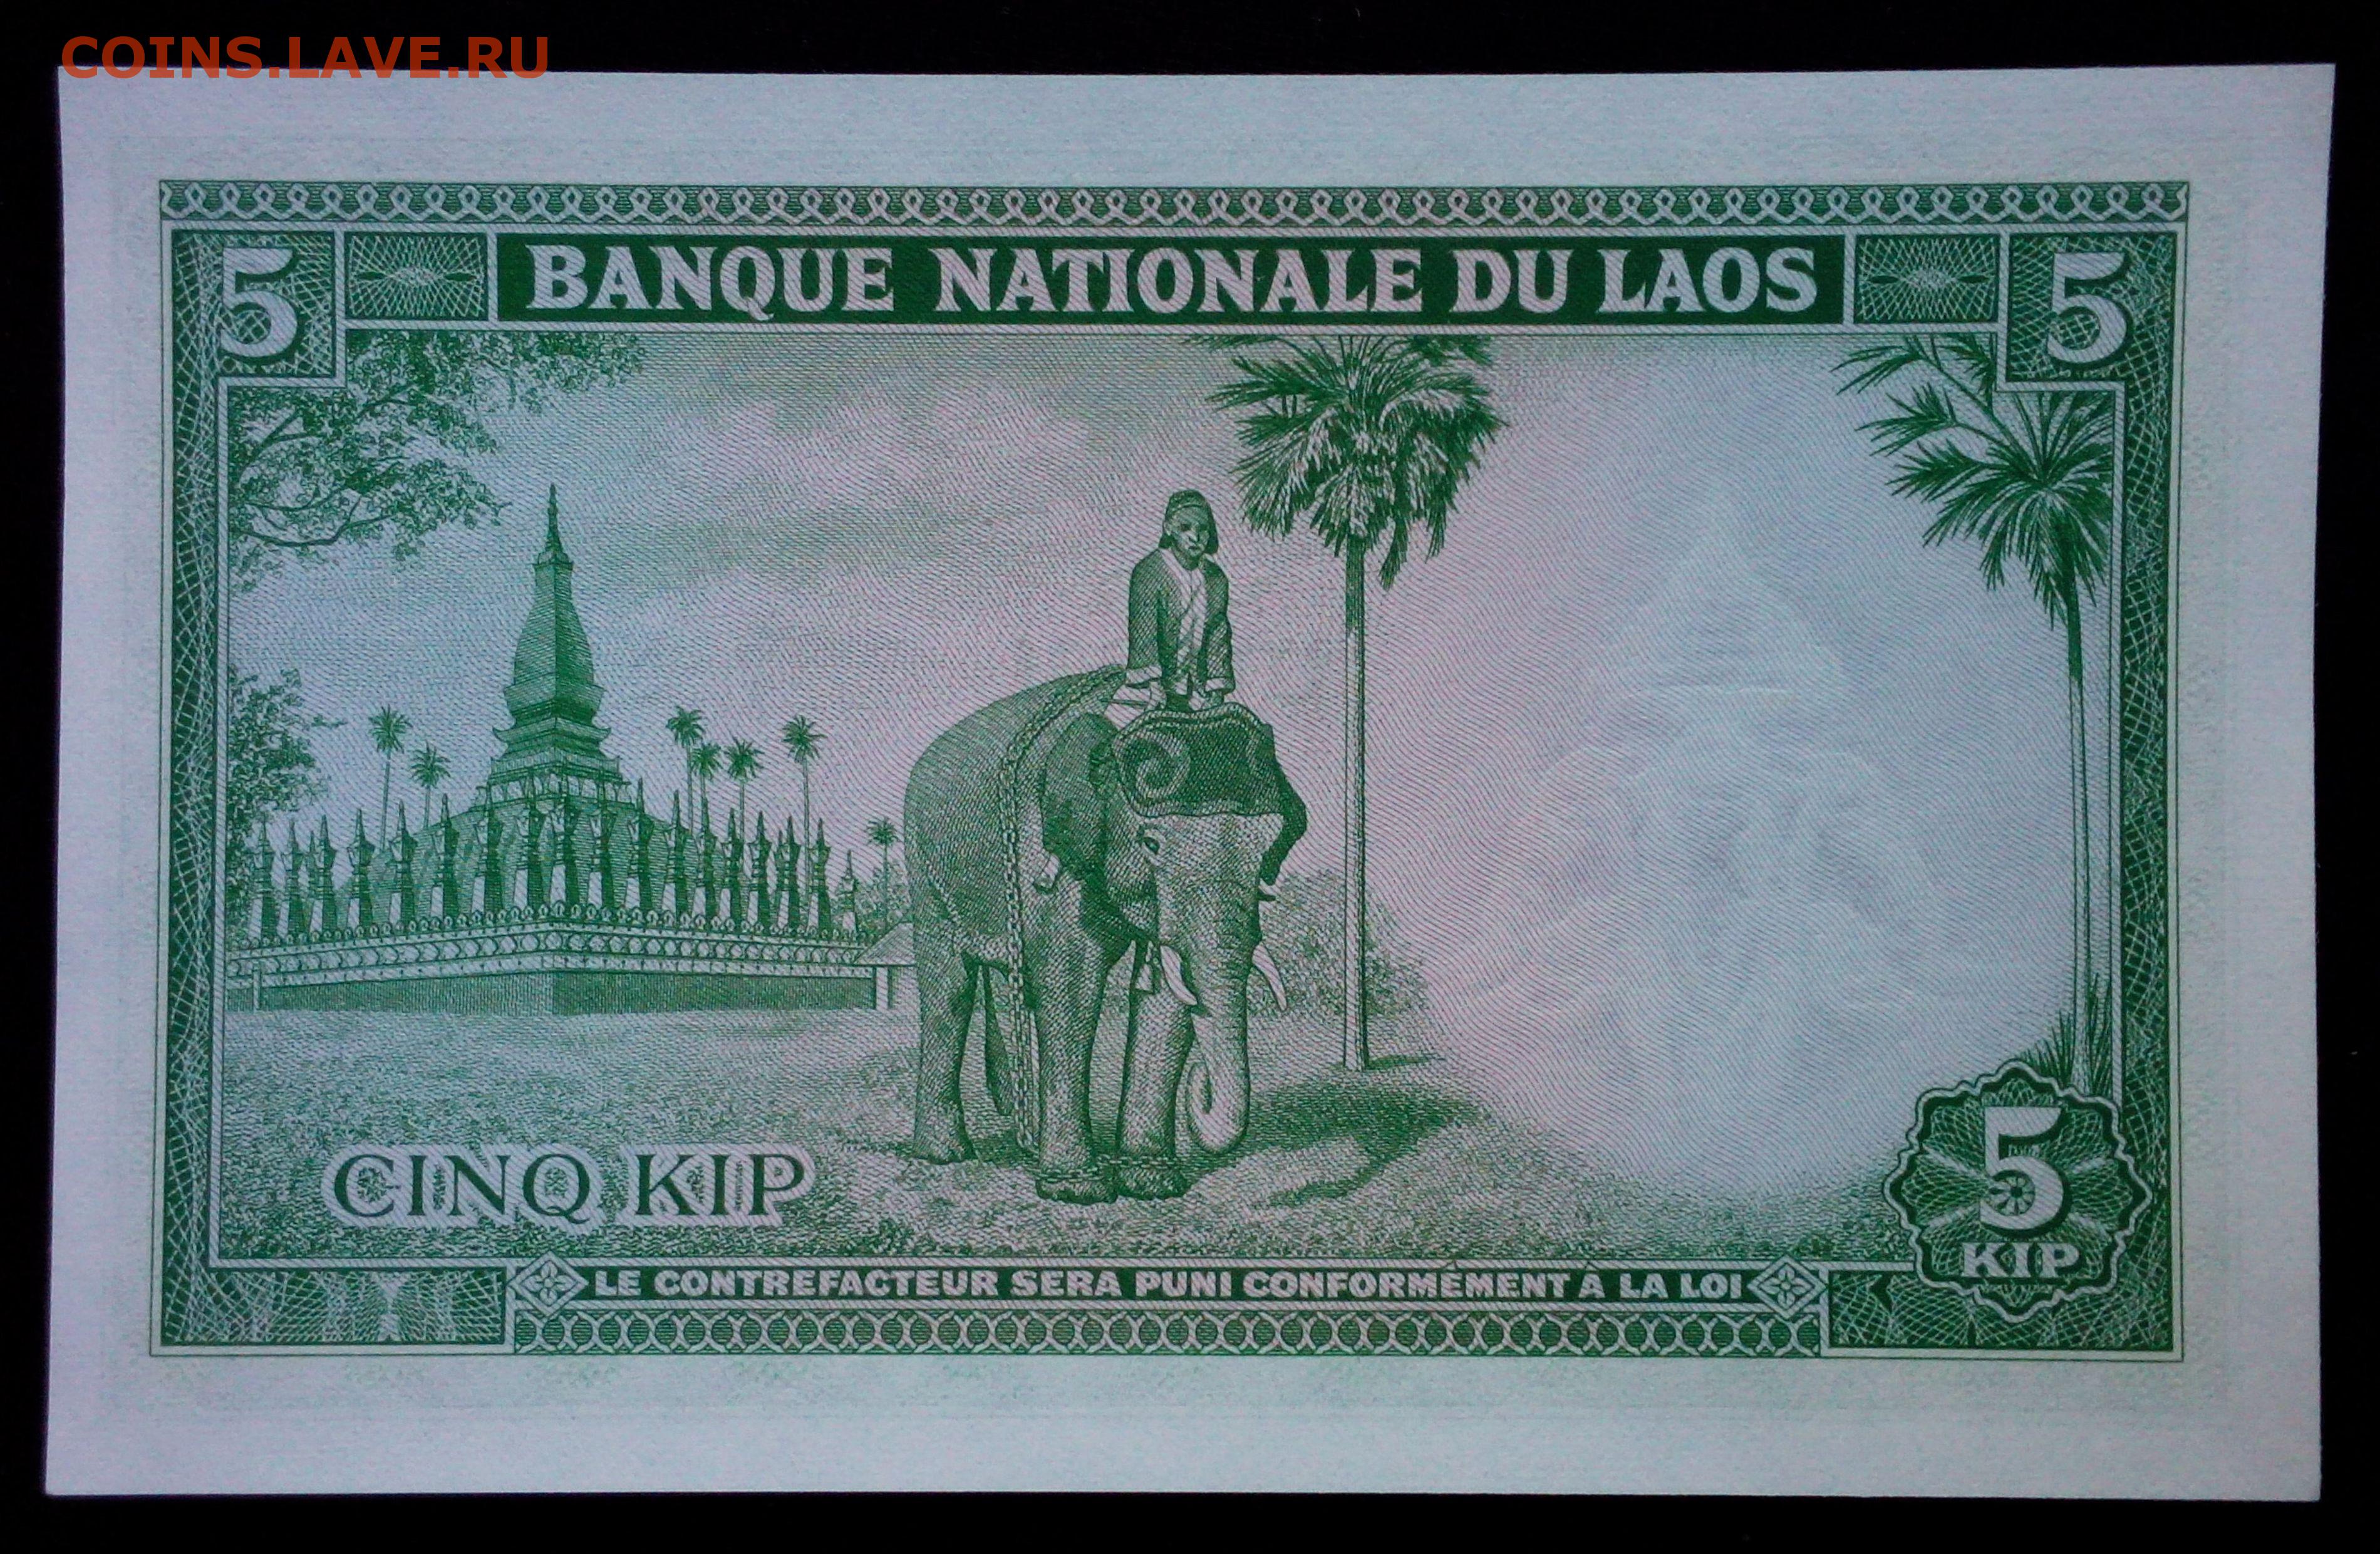 COINS.LAVE.RU
5 BANQUE NATIONALE DU LAOS 5
CINQ KIP
5
KIP
LE CONTREFACTEUR SERA PUNI CONFORMÉMENT À LA LOI